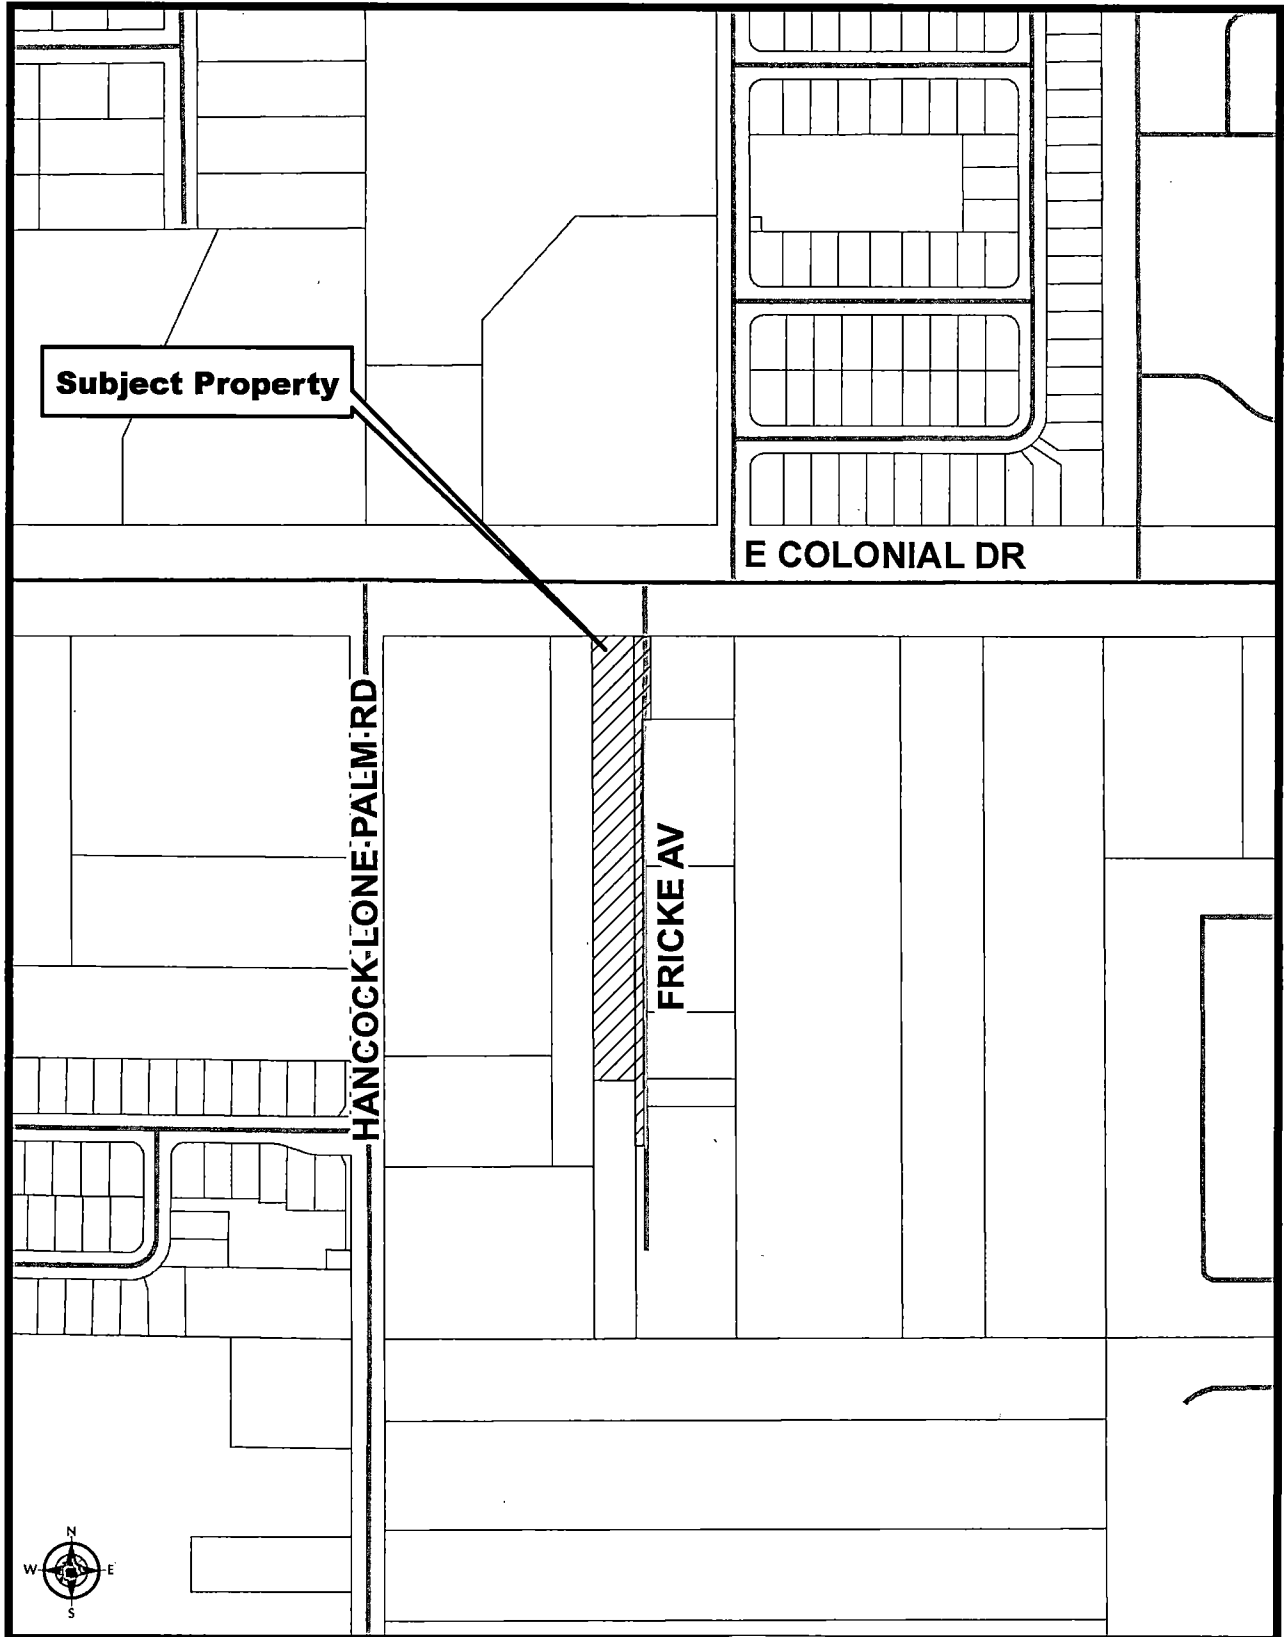 Subject Property
E COLONIAL DR
HANCOCK LONE PALM RD
FRICKE AV
N
W E
S